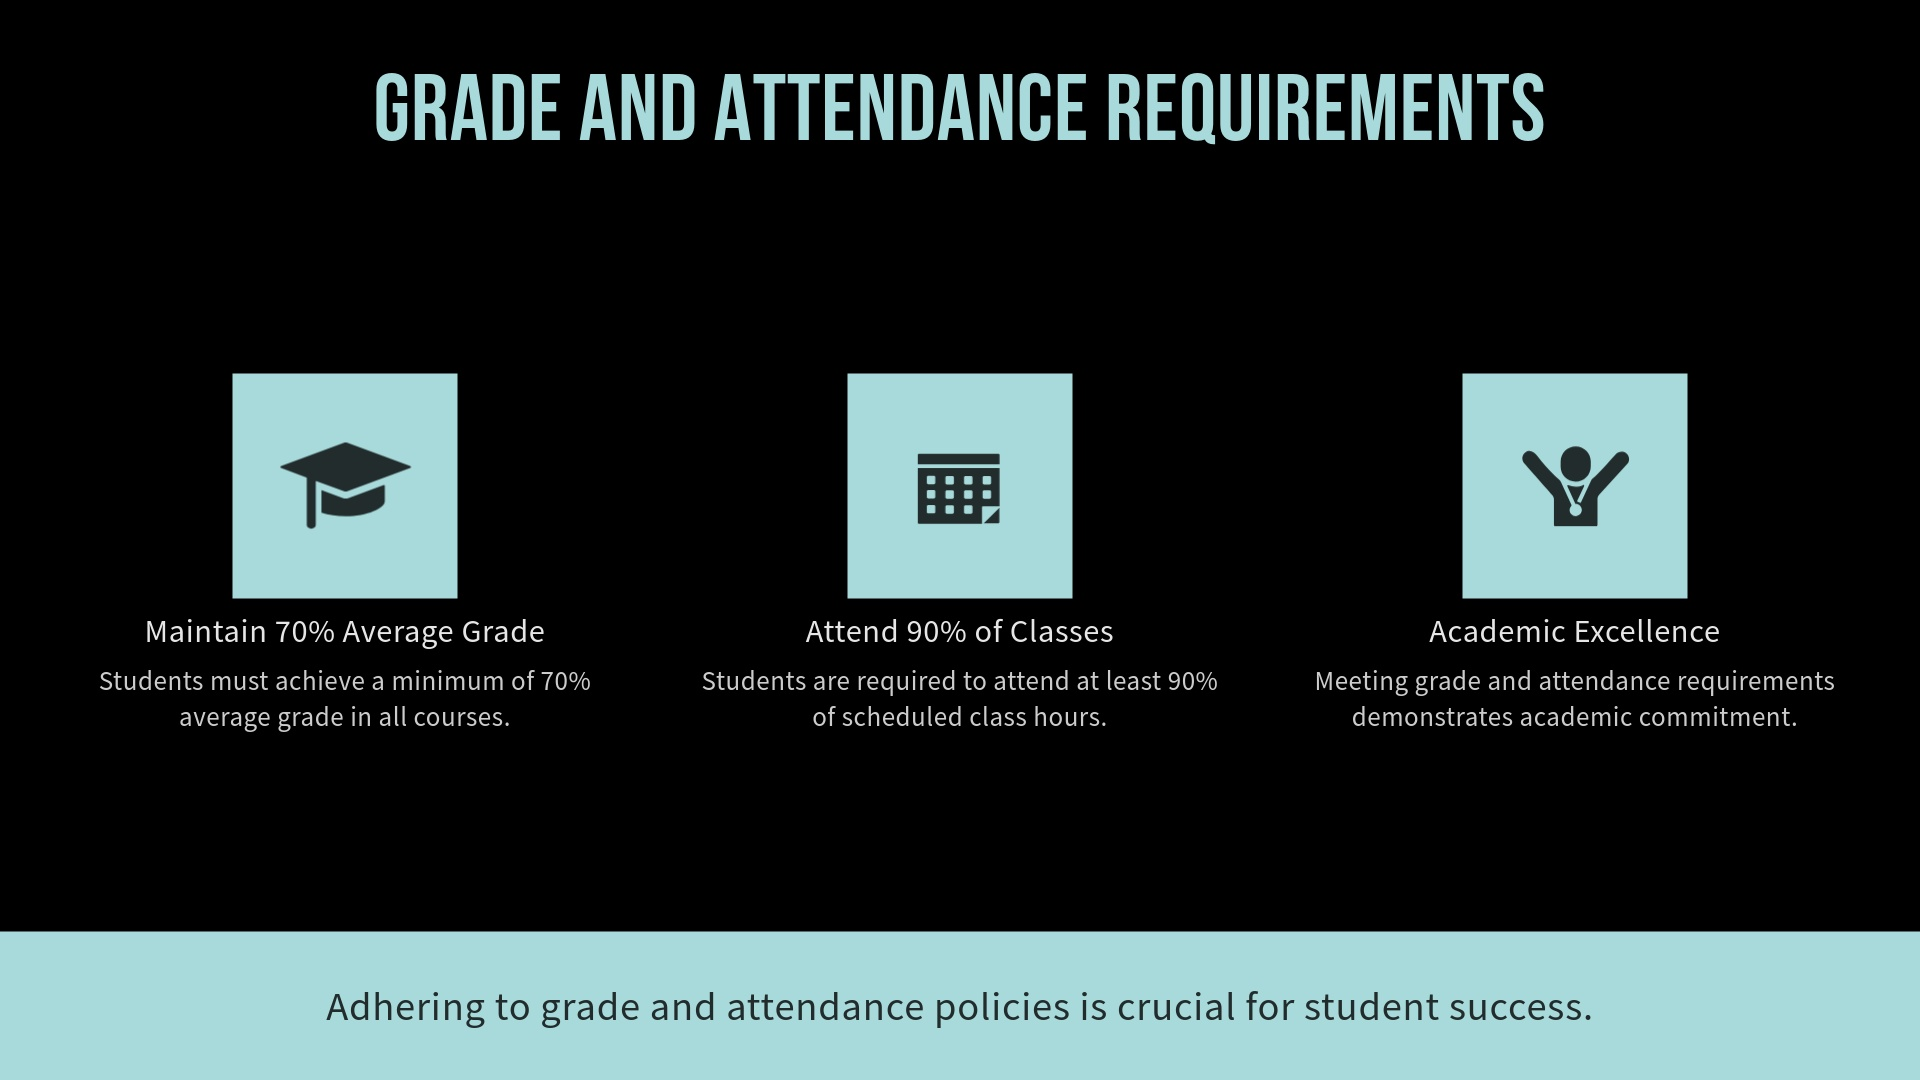 GRADE AND ATTENDANCE REQUIREMENTS
Maintain 70% Average Grade
Students must achieve a minimum of 70%
average grade in all courses.
Attend 90% of Classes
Students are required to attend at least 90%
of scheduled class hours.
Academic Excellence
Meeting grade and attendance requirements
demonstrates academic commitment.
Adhering to grade and attendance policies is crucial for student success.